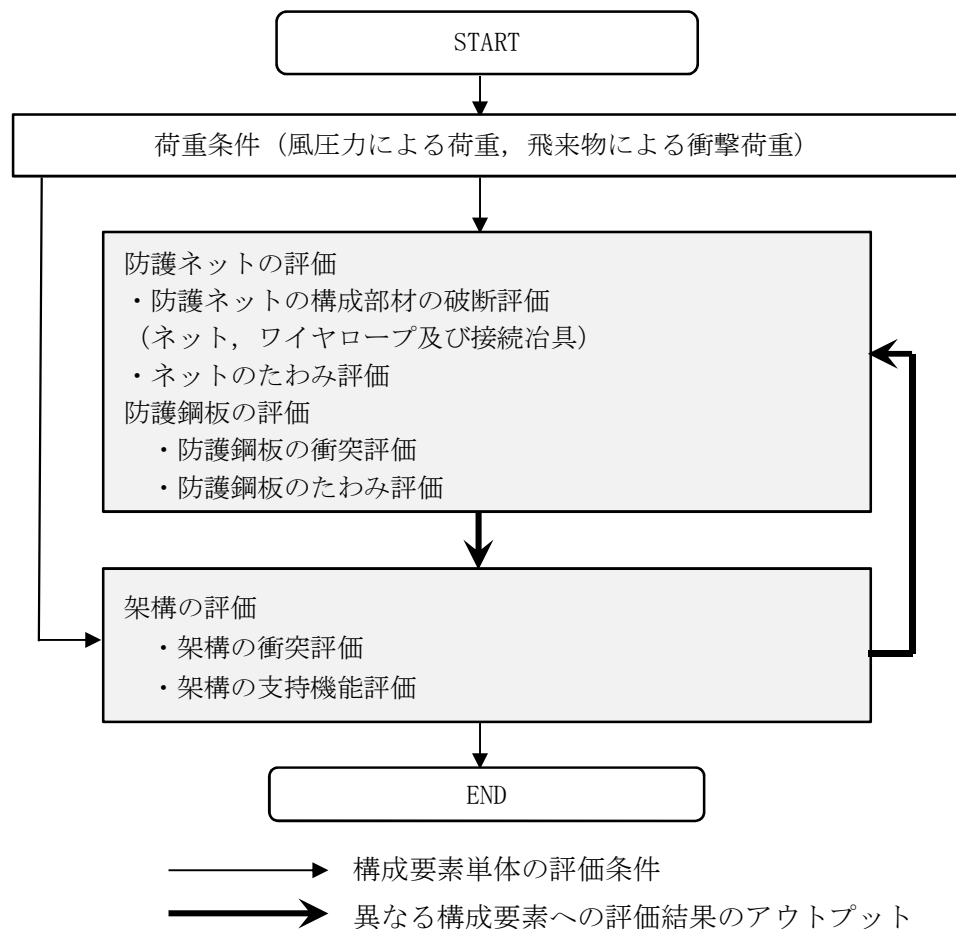 START
荷重条件（風圧力による荷重，飛来物による衝撃荷重）
防護ネットの評価
・防護ネットの構成部材の破断評価
（ネット，ワイヤロープ及び接続冶具）
・ネットのたわみ評価
防護鋼板の評価
・防護鋼板の衝突評価
・防護鋼板のたわみ評価
架構の評価
・架構の衝突評価
・架構の支持機能評価
END
構成要素単体の評価条件
異なる構成要素への評価結果のアウトプット